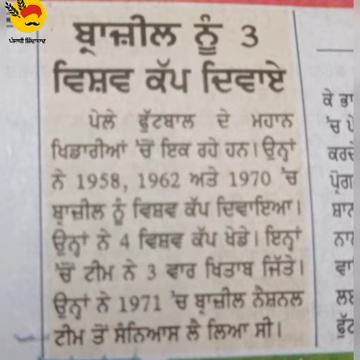 ਪੰਜਾਬੀ ਜ਼ਿੰਦਾਬਾਦ
ਬ੍ਰਾਜ਼ੀਲ ਨੂੰ 3
ਵਿਸ਼ਵ ਕੱਪ ਦਿਵਾਏ
ਪੇਲੇ ਫੁੱਟਬਾਲ ਦੇ ਮਹਾਨ
ਖਿਡਾਰੀਆਂ 'ਚੋਂ ਇਕ ਰਹੇ ਹਨ। ਉਨ੍ਹਾਂ
ਨੇ 1958, 1962 ਅਤੇ 1970 'ਚ
ਬ੍ਰਾਜ਼ੀਲ ਨੂੰ ਵਿਸ਼ਵ ਕੱਪ ਦਿਵਾਇਆ।
ਉਨ੍ਹਾਂ ਨੇ 4 ਵਿਸ਼ਵ ਕੱਪ ਖੇਡੇ। ਇਨ੍ਹਾਂ
'ਚੋਂ ਟੀਮ ਨੇ 3 ਵਾਰ ਖਿਤਾਬ ਜਿੱਤੇ।
ਉਨ੍ਹਾਂ ਨੇ 1971 'ਚ ਬ੍ਰਾਜ਼ੀਲ ਨੈਸ਼ਨਲ
ਟੀਮ ਤੋਂ ਸੰਨਿਆਸ ਲੈ ਲਿਆ ਸੀ।